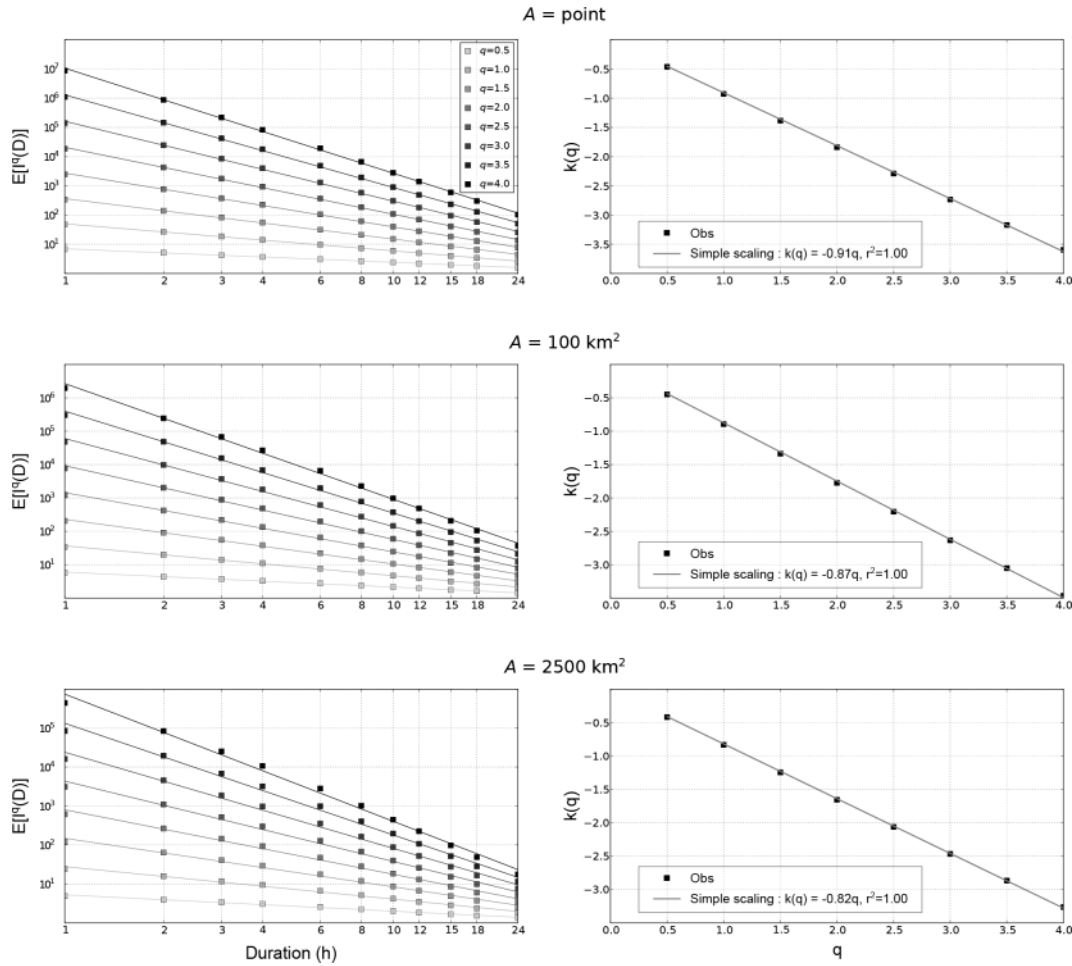 A = point
E[I^q(D)]
10^7
10^6
10^5
10^4
10^3
10^2
10^1
q=0.5
q=1.0
q=1.5
q=2.0
q=2.5
q=3.0
q=3.5
q=4.0
1 2 3 4 6 8 10 12 15 18 24
k(q)
−0.5
−1.0
−1.5
−2.0
−2.5
−3.0
−3.5
Obs
Simple scaling : k(q) = -0.91q, r²=1.00
0.0 0.5 1.0 1.5 2.0 2.5 3.0 3.5 4.0
A = 100 km²
E[I^q(D)]
10^6
10^5
10^4
10^3
10^2
10^1
1 2 3 4 6 8 10 12 15 18 24
k(q)
−0.5
−1.0
−1.5
−2.0
−2.5
−3.0
Obs
Simple scaling : k(q) = -0.87q, r²=1.00
0.0 0.5 1.0 1.5 2.0 2.5 3.0 3.5 4.0
A = 2500 km²
E[I^q(D)]
10^5
10^4
10^3
10^2
10^1
1 2 3 4 6 8 10 12 15 18 24
Duration (h)
k(q)
−0.5
−1.0
−1.5
−2.0
−2.5
−3.0
Obs
Simple scaling : k(q) = -0.82q, r²=1.00
0.0 0.5 1.0 1.5 2.0 2.5 3.0 3.5 4.0
q